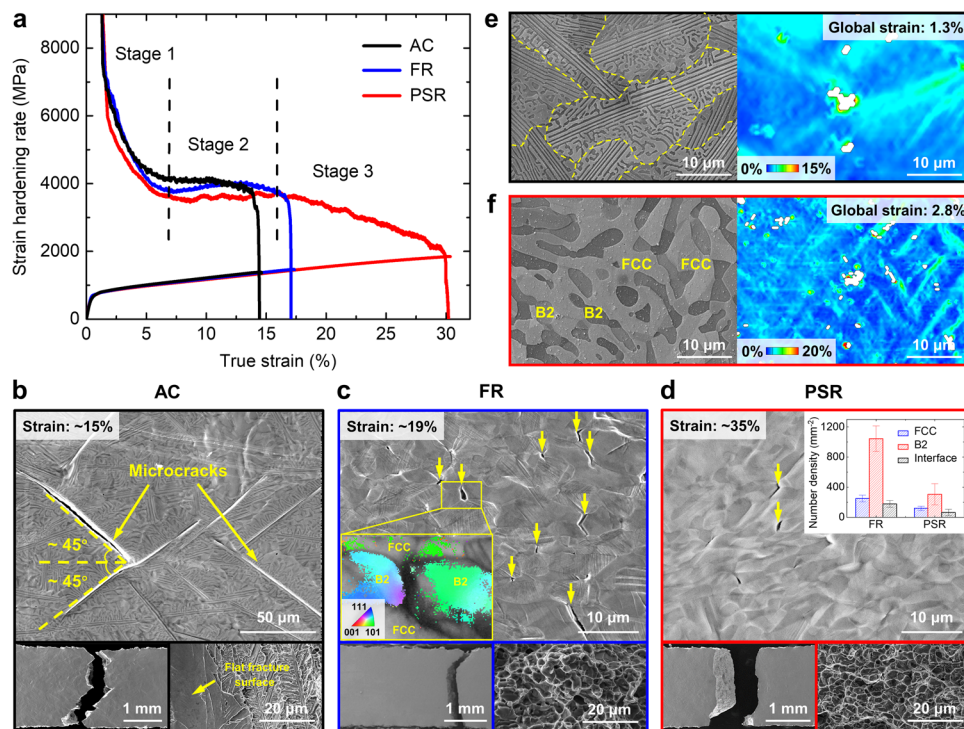 a
8000
6000
4000
2000
0
Strain hardening rate (MPa)
Stage 1
Stage 2
Stage 3
AC
FR
PSR
0 5 10 15 20 25 30
True strain (%)
e
10 μm
Global strain: 1.3%
0% 15%
10 μm
f
FCC FCC
B2 B2
10 μm
Global strain: 2.8%
0% 20%
10 μm
b AC
Strain: ~15%
Microcracks
~ 45°
~ 45°
50 μm
1 mm
Flat fracture
surface
20 μm
c FR
Strain: ~19%
FCC
B2
B2
FCC
111
001 101
10 μm
1 mm
20 μm
d PSR
Strain: ~35%
Number density (mm⁻²)
1200
800
400
0
FCC
B2
Interface
FR PSR
10 μm
1 mm
20 μm